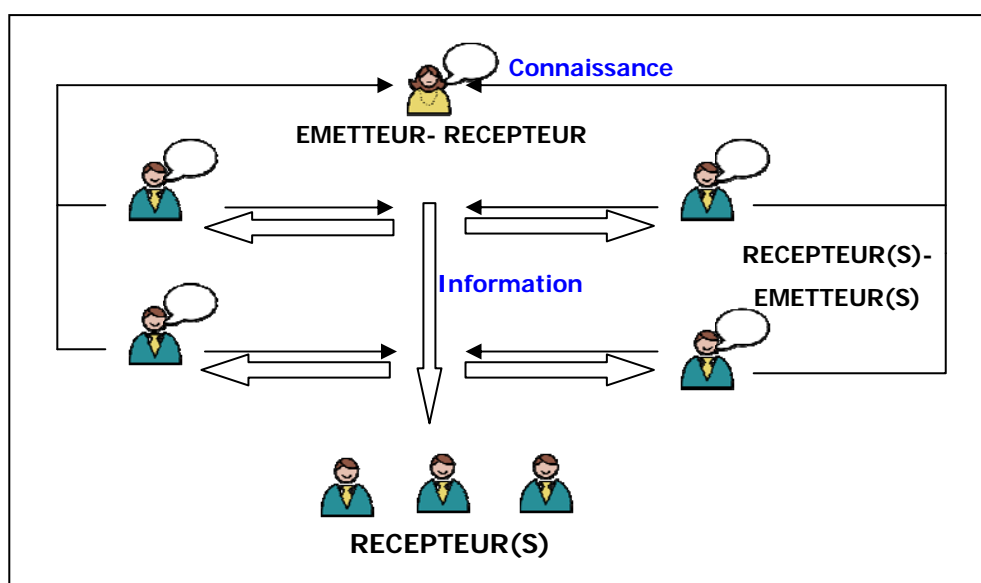 Connaissance
EMETTEUR- RECEPTEUR
RECEPTEUR(S)-
EMETTEUR(S)
Information
RECEPTEUR(S)